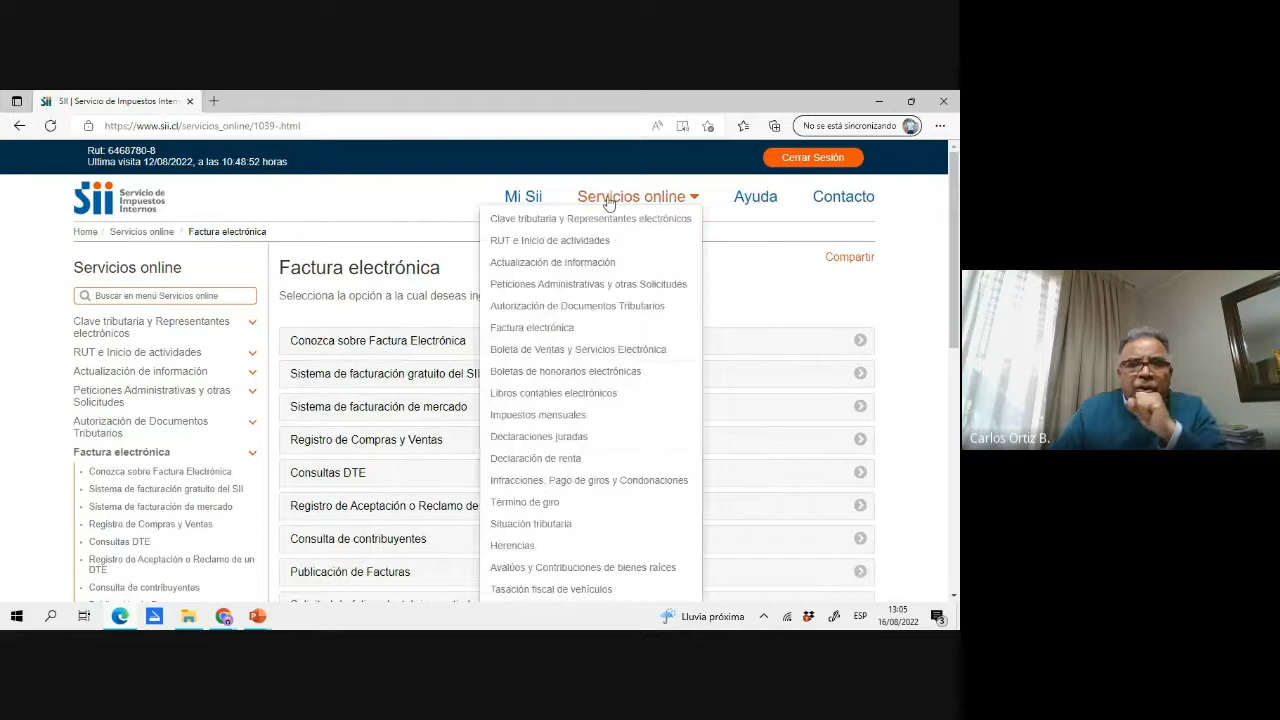 SII | Servicio de Impuestos Intern
https://www.sii.cl/servicios_online/1039-.html
No se está sincronizando
Rut: 6468780-8
Ultima visita 12/08/2022, a las 10:48:52 horas
Cerrar Sesión
Sii Servicio de
Impuestos
Internos
Mi Sii
Servicios online
Ayuda
Contacto
Home / Servicios online / Factura electrónica
Compartir
Servicios online
Buscar en menú Servicios online
Clave tributaria y Representantes
electrónicos
RUT e Inicio de actividades
Actualización de información
Peticiones Administrativas y otras
Solicitudes
Autorización de Documentos
Tributarios
Factura electrónica
Conozca sobre Factura Electrónica
Sistema de facturación gratuito del SII
Sistema de facturación de mercado
Registro de Compras y Ventas
Consultas DTE
Registro de Aceptación o Reclamo de un
DTE
Consulta de contribuyentes
Factura electrónica
Selecciona la opción a la cual deseas in
Conozca sobre Factura Electrónica
Sistema de facturación gratuito del SII
Sistema de facturación de mercado
Registro de Compras y Ventas
Consultas DTE
Registro de Aceptación o Reclamo de
Consulta de contribuyentes
Publicación de Facturas
Clave tributaria y Representantes electrónicos
RUT e Inicio de actividades
Actualización de información
Peticiones Administrativas y otras Solicitudes
Autorización de Documentos Tributarios
Factura electrónica
Boleta de Ventas y Servicios Electrónica
Boletas de honorarios electrónicas
Libros contables electrónicos
Impuestos mensuales
Declaraciones juradas
Declaración de renta
Infracciones, Pago de giros y Condonaciones
Término de giro
Situación tributaria
Herencias
Avalúos y Contribuciones de bienes raíces
Tasación fiscal de vehículos
Carlos Ortiz B.
Lluvia próxima
ESP
13:05
16/08/2022
3